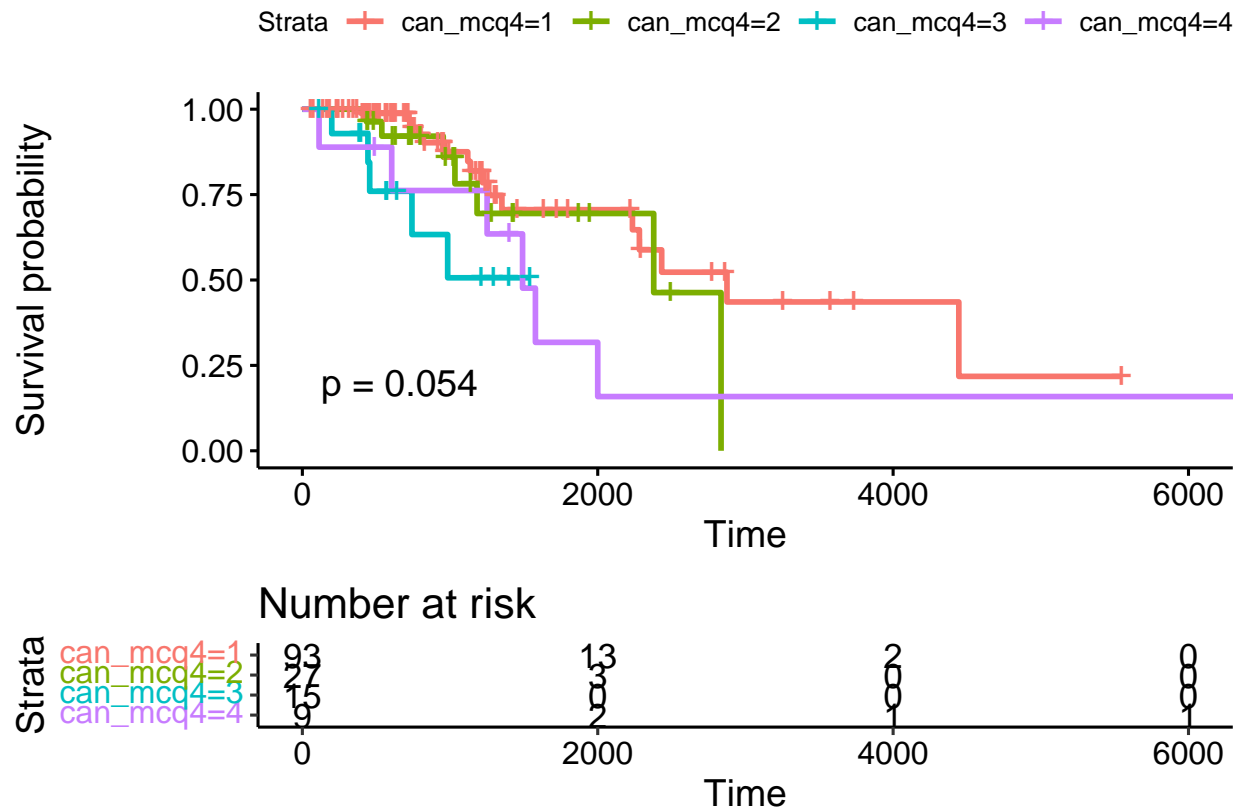 Strata can_mcq4=1 can_mcq4=2 can_mcq4=3 can_mcq4=4
Survival probability
1.00
0.75
0.50
0.25
0.00
p = 0.054
0 2000 4000 6000
Time
Number at risk
Strata
can_mcq4=1 93 13 2 0
can_mcq4=2 27 3 0 0
can_mcq4=3 15 0 0 0
can_mcq4=4 9 2 1 1
0 2000 4000 6000
Time